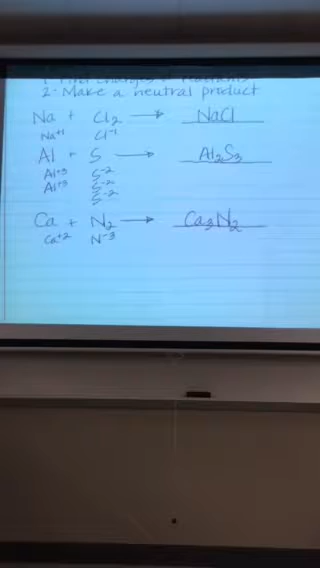 2. Make a neutral product
Na + Cl₂ → NaCl
Na⁺¹ Cl⁻¹
Al + S → Al₂S₃
Al⁺³ S⁻²
Al⁺³ S⁻²
S⁻²
Ca + N₂ → Ca₃N₂
Ca⁺² N⁻³